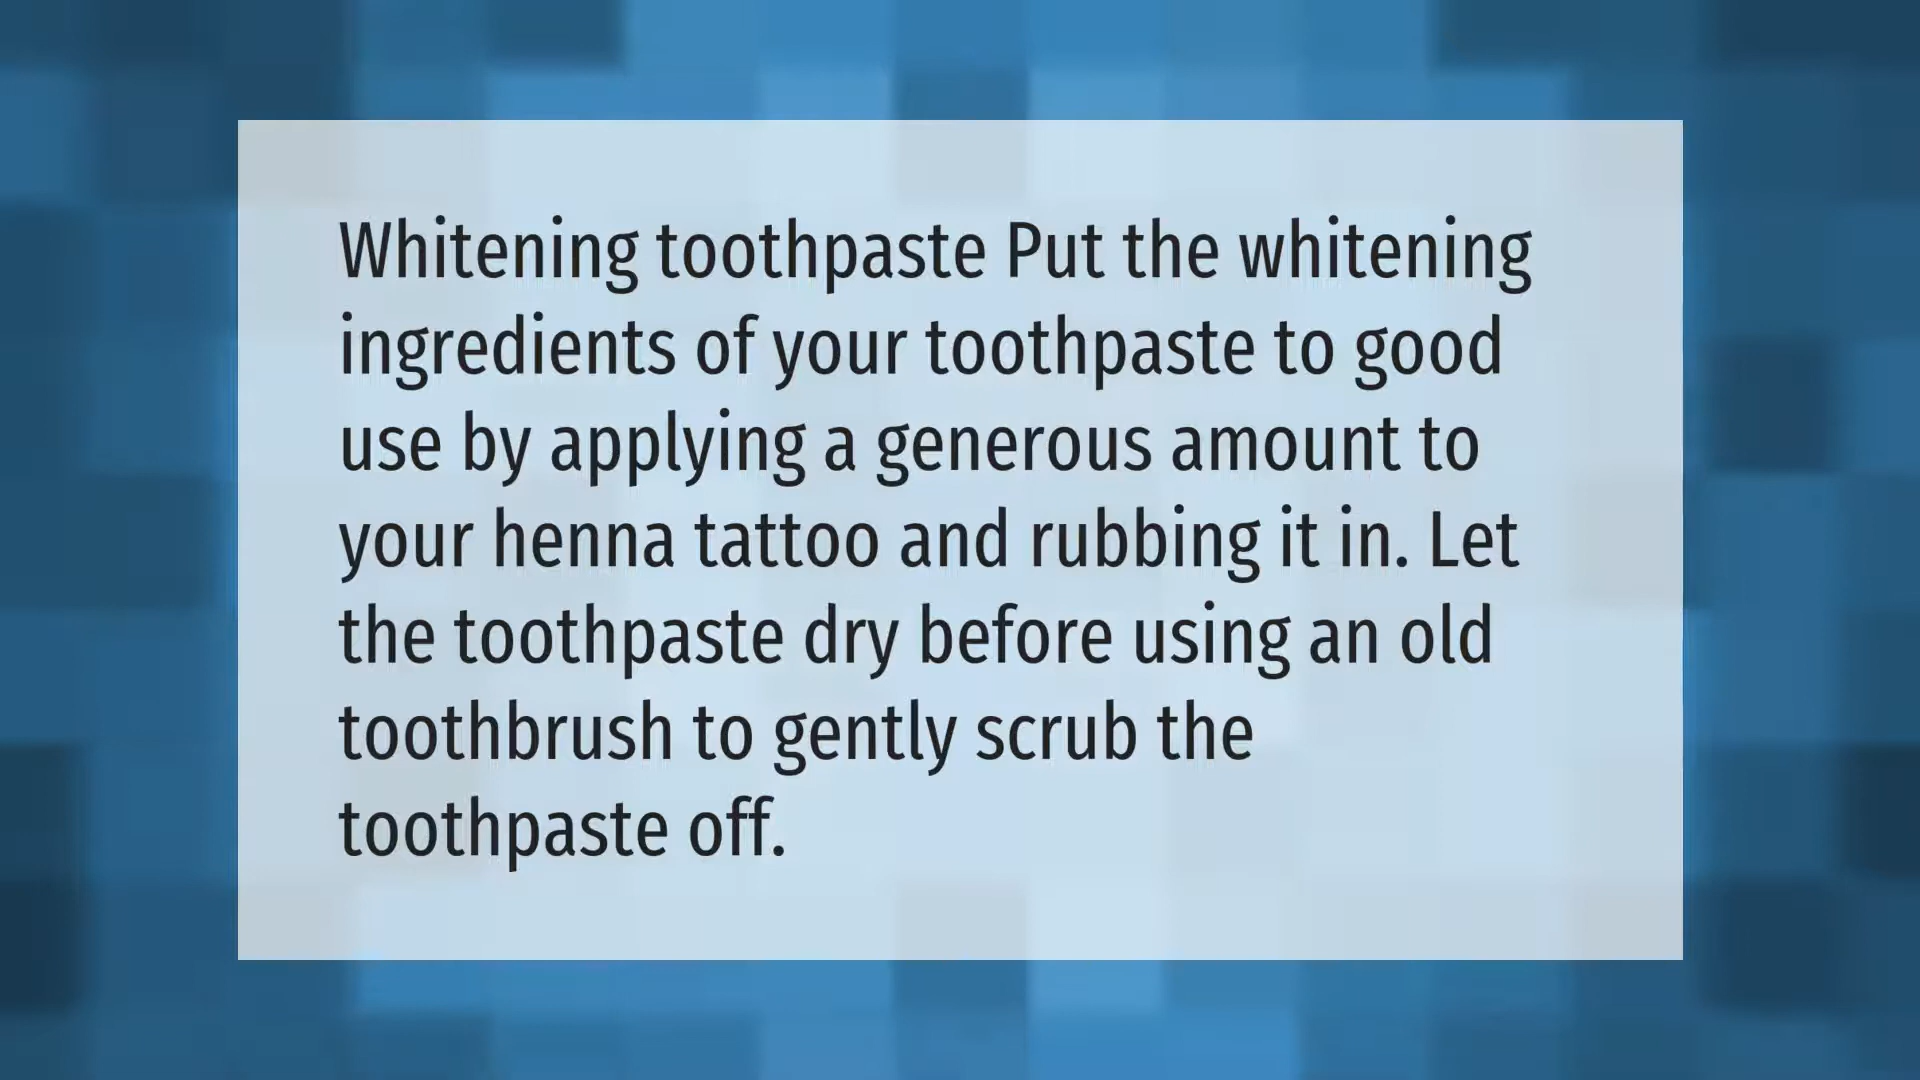 Whitening toothpaste Put the whitening
ingredients of your toothpaste to good
use by applying a generous amount to
your henna tattoo and rubbing it in. Let
the toothpaste dry before using an old
toothbrush to gently scrub the
toothpaste off.